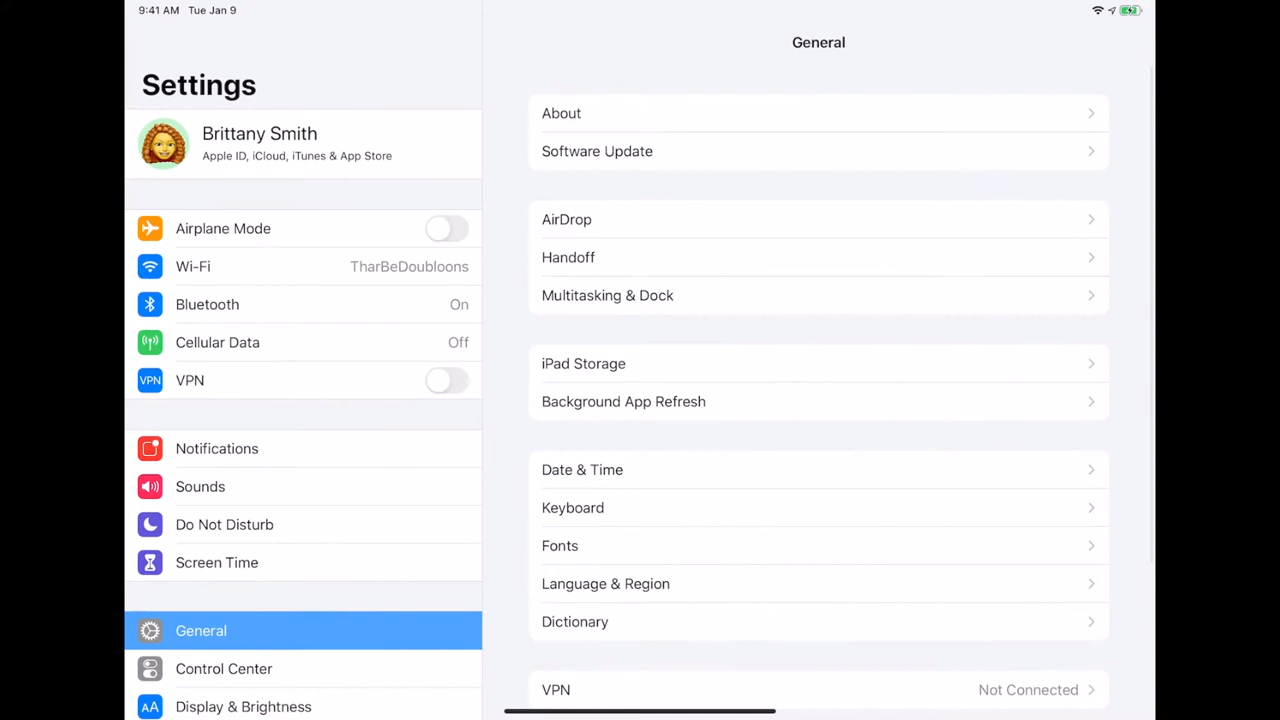 9:41 AM Tue Jan 9
Settings
Brittany Smith
Apple ID, iCloud, iTunes & App Store
Airplane Mode
Wi-Fi TharBeDoubloons
Bluetooth On
Cellular Data Off
VPN VPN
Notifications
Sounds
Do Not Disturb
Screen Time
General
Control Center
AA Display & Brightness
General
About
Software Update
AirDrop
Handoff
Multitasking & Dock
iPad Storage
Background App Refresh
Date & Time
Keyboard
Fonts
Language & Region
Dictionary
VPN Not Connected